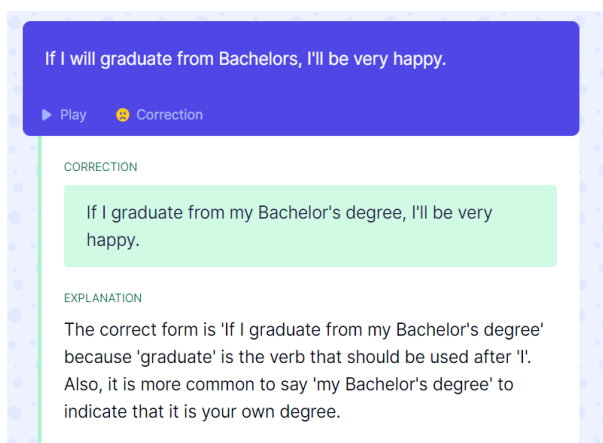 If I will graduate from Bachelors, I'll be very happy.
Play Correction
CORRECTION
If I graduate from my Bachelor's degree, I'll be very
happy.
EXPLANATION
The correct form is 'If I graduate from my Bachelor's degree'
because 'graduate' is the verb that should be used after 'I'.
Also, it is more common to say 'my Bachelor's degree' to
indicate that it is your own degree.